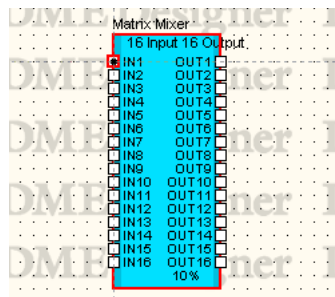 DME Designer
Matrix Mixer
16 Input 16 Output
IN1 OUT1
IN2 OUT2
IN3 OUT3
IN4 OUT4
IN5 OUT5
IN6 OUT6
IN7 OUT7
IN8 OUT8
IN9 OUT9
IN10 OUT10
IN11 OUT11
IN12 OUT12
IN13 OUT13
IN14 OUT14
IN15 OUT15
IN16 OUT16
10%